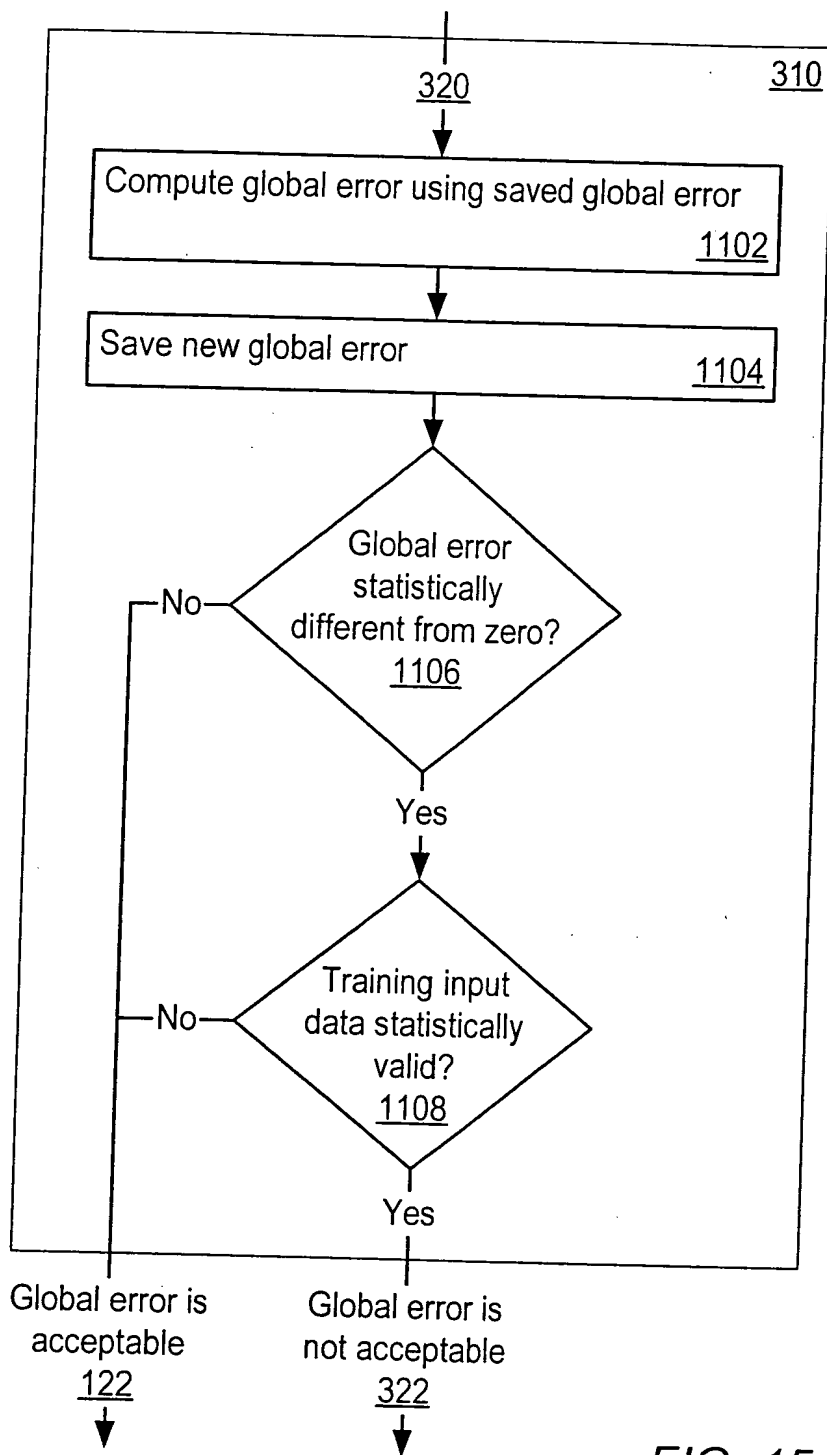 310
320
Compute global error using saved global error
1102
Save new global error
1104
Global error
statistically
different from zero?
1106
No
Yes
Training input
data statistically
valid?
1108
No
Yes
Global error is
acceptable
122
Global error is
not acceptable
322
FIG. 15